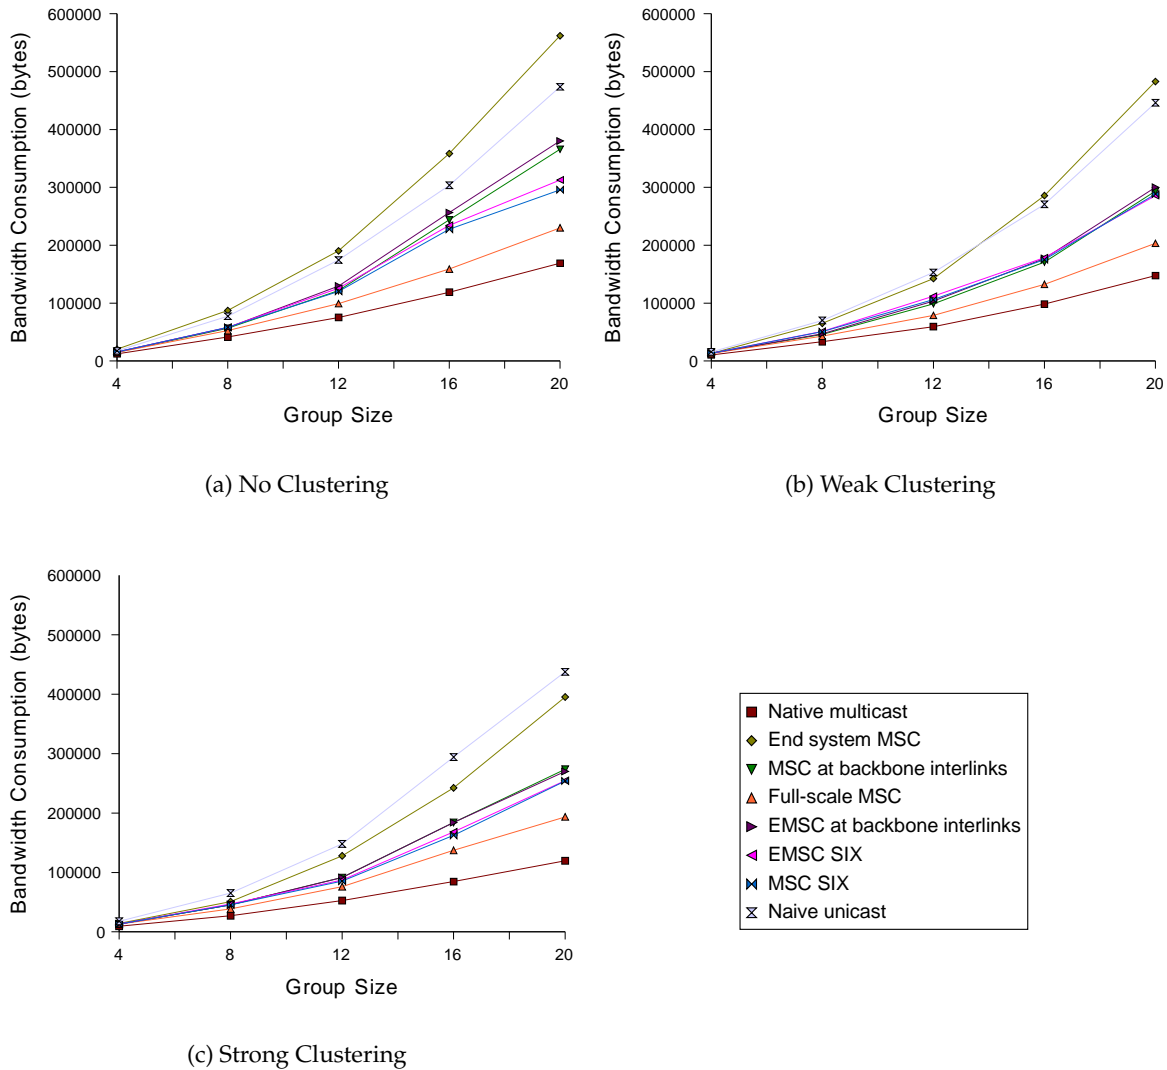 600000
500000
400000
300000
200000
100000
0
4 8 12 16 20
Bandwidth Consumption (bytes)
Group Size
(a) No Clustering
600000
500000
400000
300000
200000
100000
0
4 8 12 16 20
Bandwidth Consumption (bytes)
Group Size
(b) Weak Clustering
600000
500000
400000
300000
200000
100000
0
4 8 12 16 20
Bandwidth Consumption (bytes)
Group Size
(c) Strong Clustering
Native multicast
End system MSC
MSC at backbone interlinks
Full-scale MSC
EMSC at backbone interlinks
EMSC SIX
MSC SIX
Naive unicast